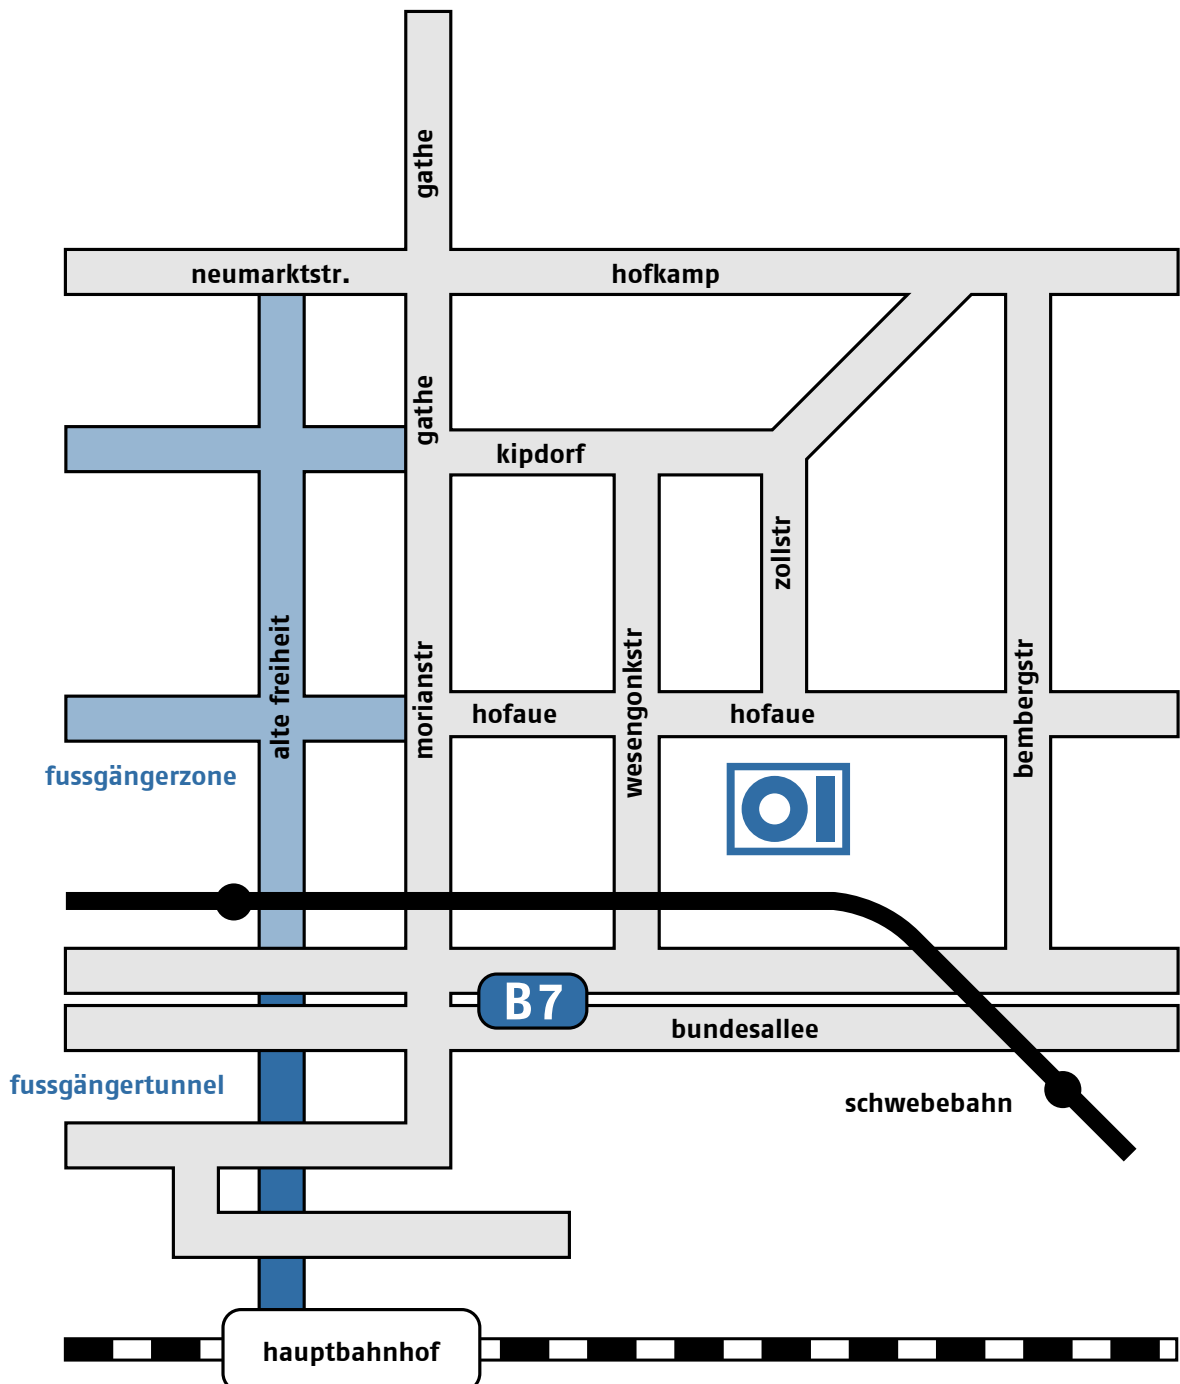 gathe
neumarktstr.
hofkamp
gathe
kipdorf
zollstr
alte freiheit
morianstr
wesengonkstr
bembergstr
hofaue
hofaue
fussgängerzone
B7
bundesallee
fussgängertunnel
schwebebahn
hauptbahnhof